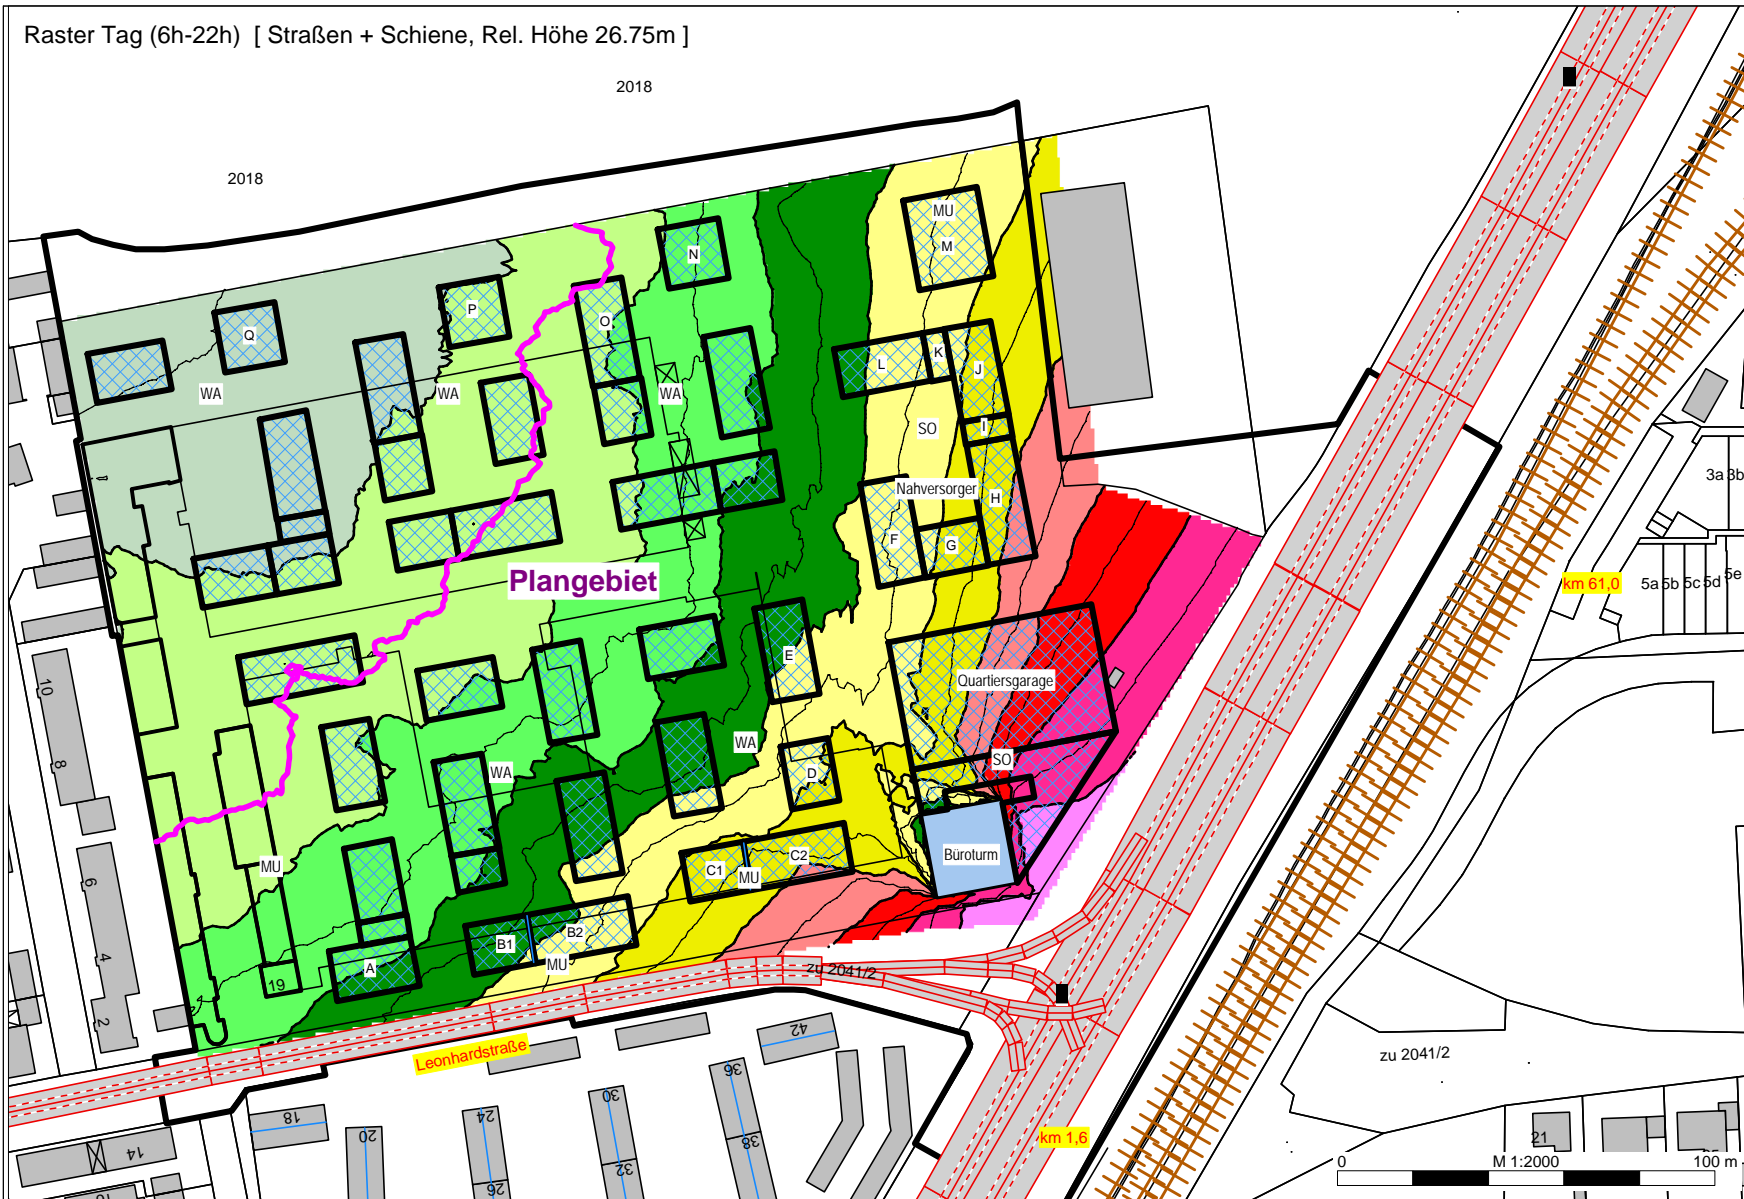 Raster Tag (6h-22h)  [ Straßen + Schiene, Rel. Höhe 26.75m ]
2018
2018
MU
M
N
Q
P
O
WA
WA
WA
L
K
J
I
SO
Nahversorger
H
F
G
Plangebiet
km 61,0
3a
3b
5a
5b
5c
5d
5e
E
Quartiersgarage
SO
WA
WA
D
C1
MU
C2
Büroturm
MU
B1
B2
MU
A
19
10
8
6
4
2
zu 2041/2
Leonhardstraße
zu 2041/2
42
36
38
30
32
24
26
18
20
14
km 1,6
21
0
M 1:2000
100 m